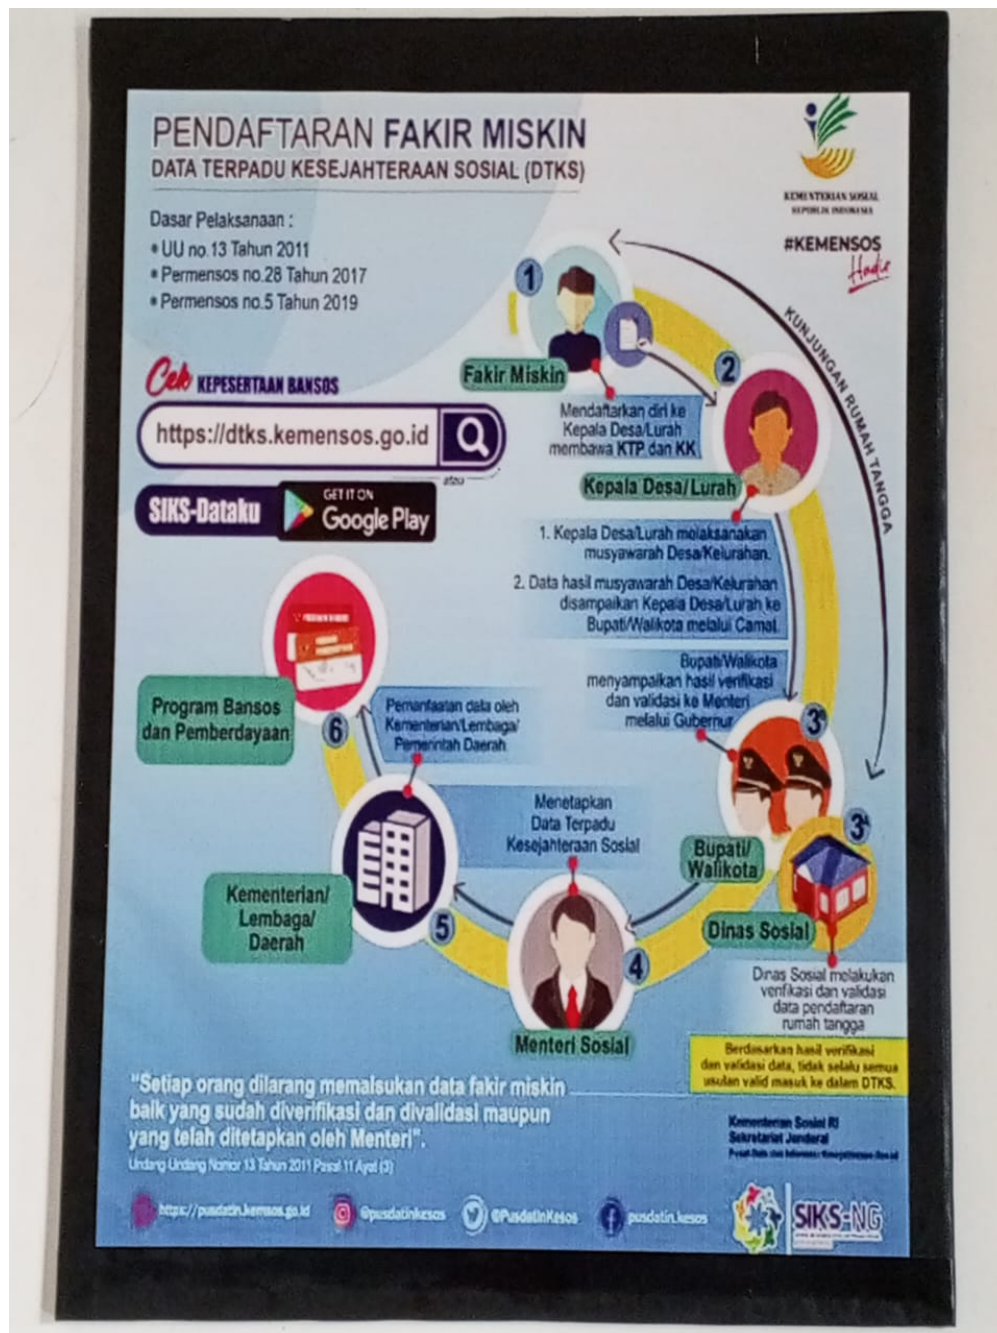 PENDAFTARAN FAKIR MISKIN
DATA TERPADU KESEJAHTERAAN SOSIAL (DTKS)
KEMENTERIAN SOSIAL
REPUBLIK INDONESIA
#KEMENSOS
Hadir
Dasar Pelaksanaan :
• UU no.13 Tahun 2011
• Permensos no.28 Tahun 2017
• Permensos no.5 Tahun 2019
Cek KEPESERTAAN BANSOS
https://dtks.kemensos.go.id
atau
SIKS-Dataku
GET IT ON
Google Play
KUNJUNGAN RUMAH TANGGA
1
Fakir Miskin
Mendaftarkan diri ke
Kepala Desa/Lurah
membawa KTP dan KK
2
Kepala Desa/Lurah
1. Kepala Desa/Lurah melaksanakan
musyawarah Desa/Kelurahan.
2. Data hasil musyawarah Desa/Kelurahan
disampaikan Kepala Desa/Lurah ke
Bupati/Walikota melalui Camat.
Bupati/Walikota
menyampaikan hasil verifikasi
dan validasi ke Menteri
melalui Gubernur
3
Bupati/
Walikota
3A
Dinas Sosial
Dinas Sosial melakukan
verifikasi dan validasi
data pendaftaran
rumah tangga
Berdasarkan hasil verifikasi
dan validasi data, tidak selalu semua
usulan valid masuk ke dalam DTKS.
Menetapkan
Data Terpadu
Kesejahteraan Sosial
4
Menteri Sosial
5
Kementerian/
Lembaga/
Daerah
Pemanfaatan data oleh
Kementerian/Lembaga/
Pemerintah Daerah
6
Program Bansos
dan Pemberdayaan
"Setiap orang dilarang memalsukan data fakir miskin
baik yang sudah diverifikasi dan divalidasi maupun
yang telah ditetapkan oleh Menteri".
Undang Undang Nomor 13 Tahun 2011 Pasal 11 Ayat (3)
Kementerian Sosial RI
Sekretariat Jenderal
Pusat Data dan Informasi Kesejahteraan Sosial
https://pusdatin.kemsos.go.id
@pusdatinkesos
@PusdatinKesos
pusdatin.kesos
SIKS-NG